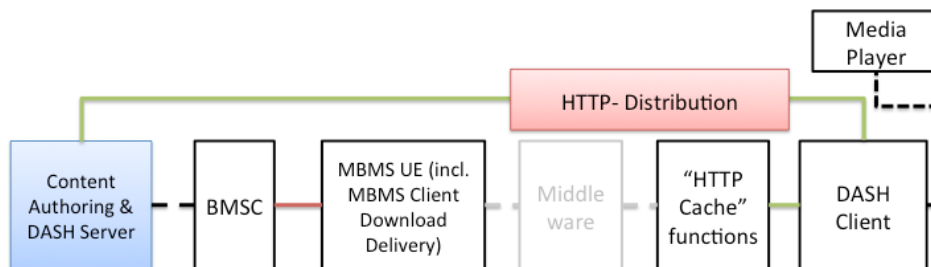 Media
Player
HTTP- Distribution
Content
Authoring &
DASH Server
BMSC
MBMS UE (incl.
MBMS Client
Download
Delivery)
Middle
ware
“HTTP
Cache”
functions
DASH
Client